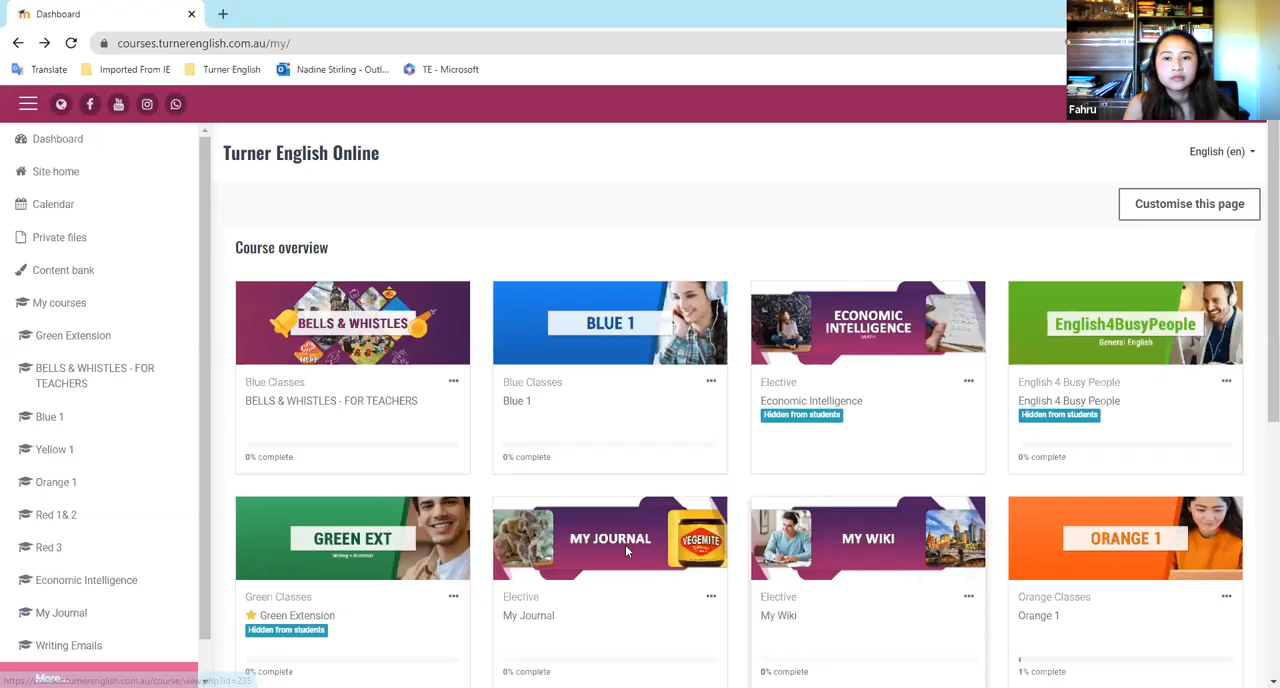 Dashboard
courses.turnerenglish.com.au/my/
Translate
Imported From IE
Turner English
Nadine Stirling - Outl...
TE - Microsoft
Fahru
Dashboard
Site home
Calendar
Private files
Content bank
My courses
Green Extension
BELLS & WHISTLES - FOR
TEACHERS
Blue 1
Yellow 1
Orange 1
Red 1& 2
Red 3
Economic Intelligence
My Journal
Writing Emails
More...
Turner English Online
English (en)
Customise this page
Course overview
BELLS & WHISTLES
Blue Classes
BELLS & WHISTLES - FOR TEACHERS
0% complete
BLUE 1
Blue Classes
Blue 1
0% complete
ECONOMIC
INTELLIGENCE
MATH
Elective
Economic Intelligence
Hidden from students
English4BusyPeople
General English
English 4 Busy People
English 4 Busy People
Hidden from students
0% complete
GREEN EXT
Writing + Grammar
Green Classes
Green Extension
Hidden from students
0% complete
MY JOURNAL
VEGEMITE
Elective
My Journal
0% complete
MY WIKI
Elective
My Wiki
0% complete
ORANGE 1
Orange Classes
Orange 1
1% complete